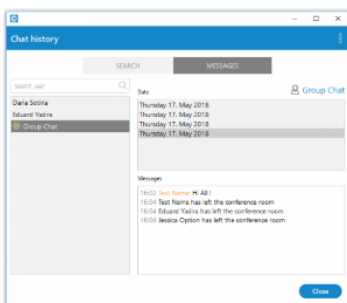 Chat history
SEARCH
MESSAGES
Search user
Daria Sotiria
Eduard Yadira
Group Chat
Date
Group Chat
Thursday 17. May 2018
Thursday 17. May 2018
Thursday 17. May 2018
Thursday 17. May 2018
Messages
16:02 Test Name: Hi All !
16:04 Test Name has left the conference room
16:04 Eduard Yadira has left the conference room
16:04 Jessica Option has left the conference room
Close